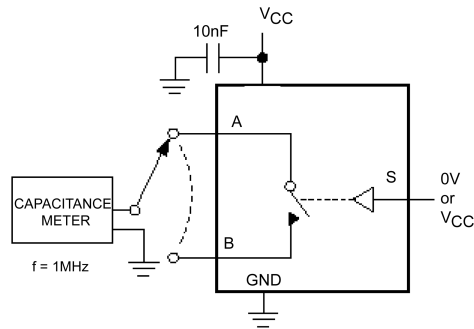 VCC
10nF
A
S
0V
or
VCC
CAPACITANCE
METER
B
f = 1MHz
GND